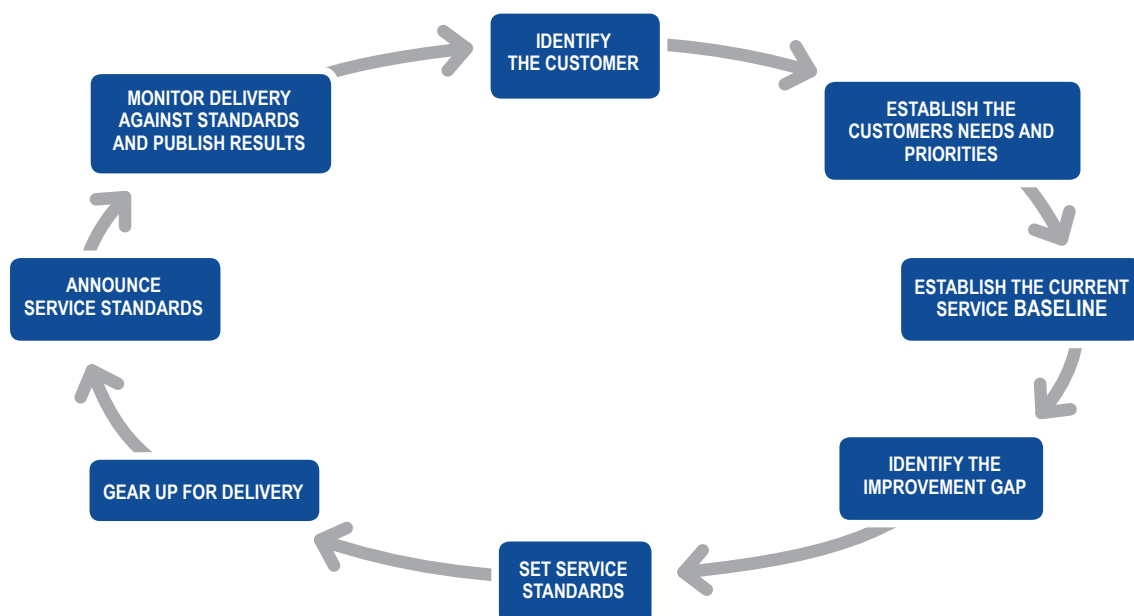 IDENTIFY
THE CUSTOMER
ESTABLISH THE
CUSTOMERS NEEDS AND
PRIORITIES
ESTABLISH THE CURRENT
SERVICE BASELINE
IDENTIFY THE
IMPROVEMENT GAP
SET SERVICE
STANDARDS
GEAR UP FOR DELIVERY
ANNOUNCE
SERVICE STANDARDS
MONITOR DELIVERY
AGAINST STANDARDS
AND PUBLISH RESULTS